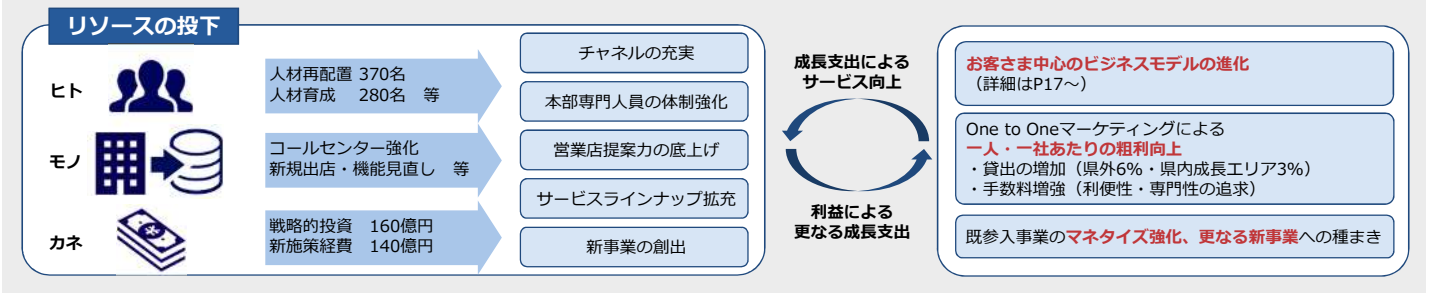 リソースの投下
ヒト
人材再配置 370名
人材育成　280名　等
モノ
コールセンター強化
新規出店・機能見直し　等
カネ
戦略的投資　160億円
新施策経費　140億円
チャネルの充実
本部専門人員の体制強化
営業店提案力の底上げ
サービスラインナップ拡充
新事業の創出
成長支出による
サービス向上
利益による
更なる成長支出
お客さま中心のビジネスモデルの進化
（詳細はP17～）
One to Oneマーケティングによる
一人・一社あたりの粗利向上
・貸出の増加（県外6%・県内成長エリア3%）
・手数料増強（利便性・専門性の追求）
既参入事業のマネタイズ強化、更なる新事業への種まき